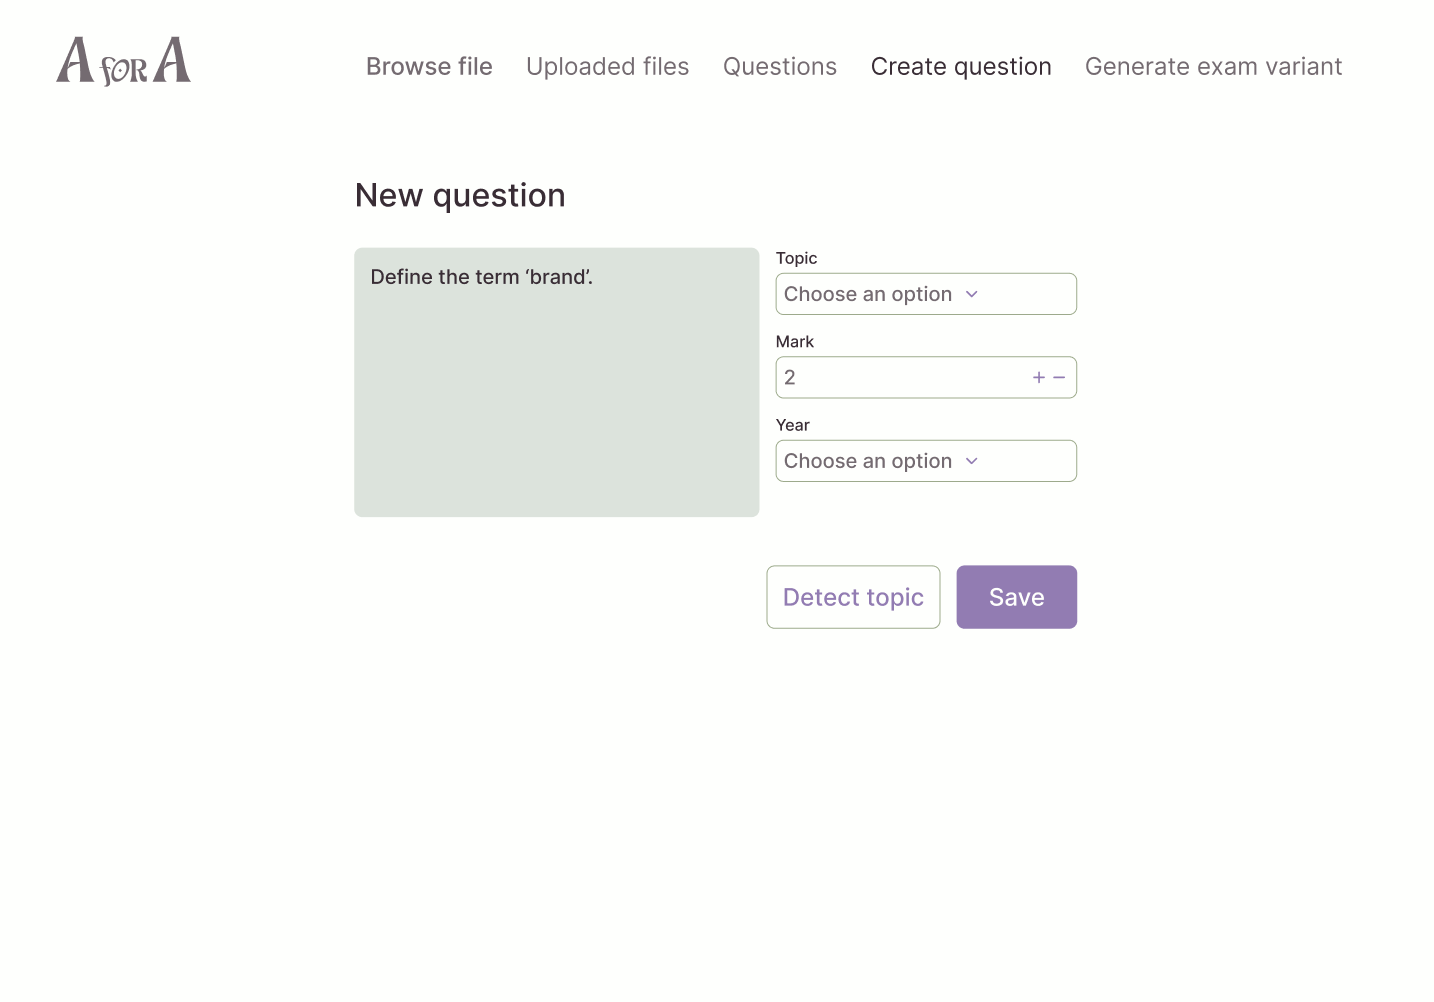 A for A
Browse file
Uploaded files
Questions
Create question
Generate exam variant
New question
Define the term ‘brand’.
Topic
Choose an option
Mark
2
+ −
Year
Choose an option
Detect topic
Save